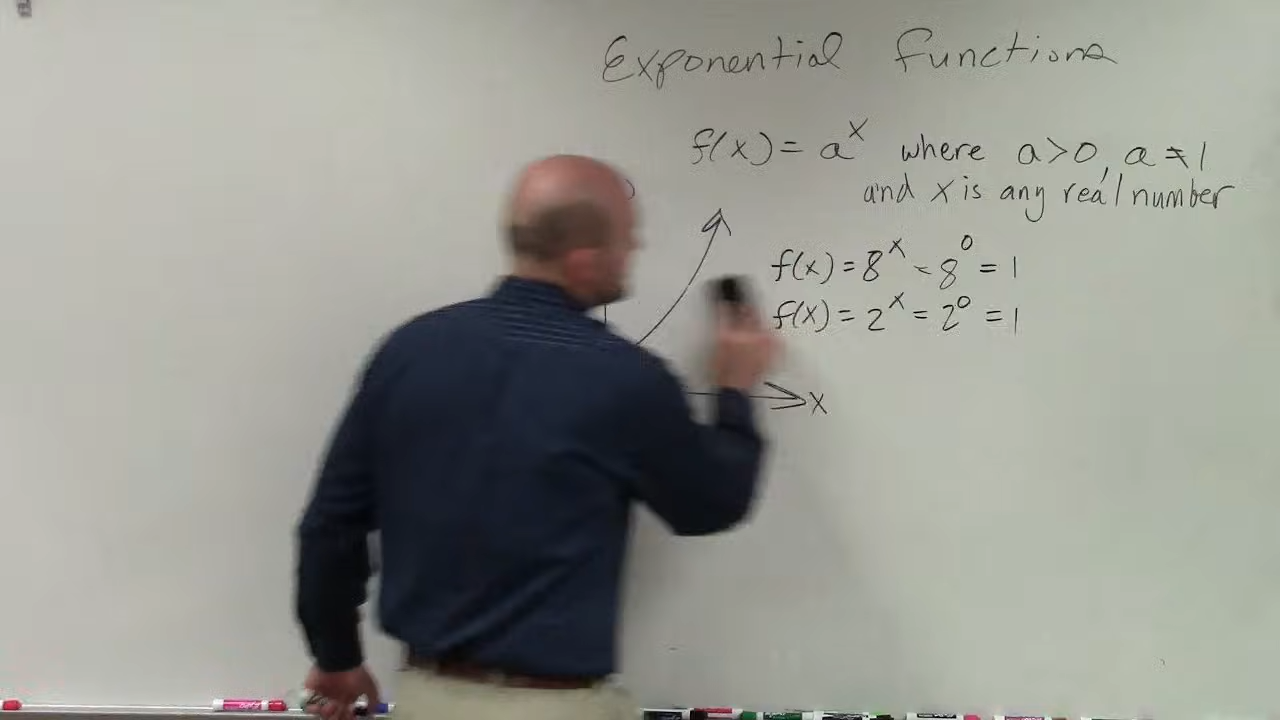 Exponential Functions
f(x) = a^x where a>0, a≠1
and x is any real number
f(x) = 8^x = 8^0 = 1
f(x) = 2^x = 2^0 = 1
x